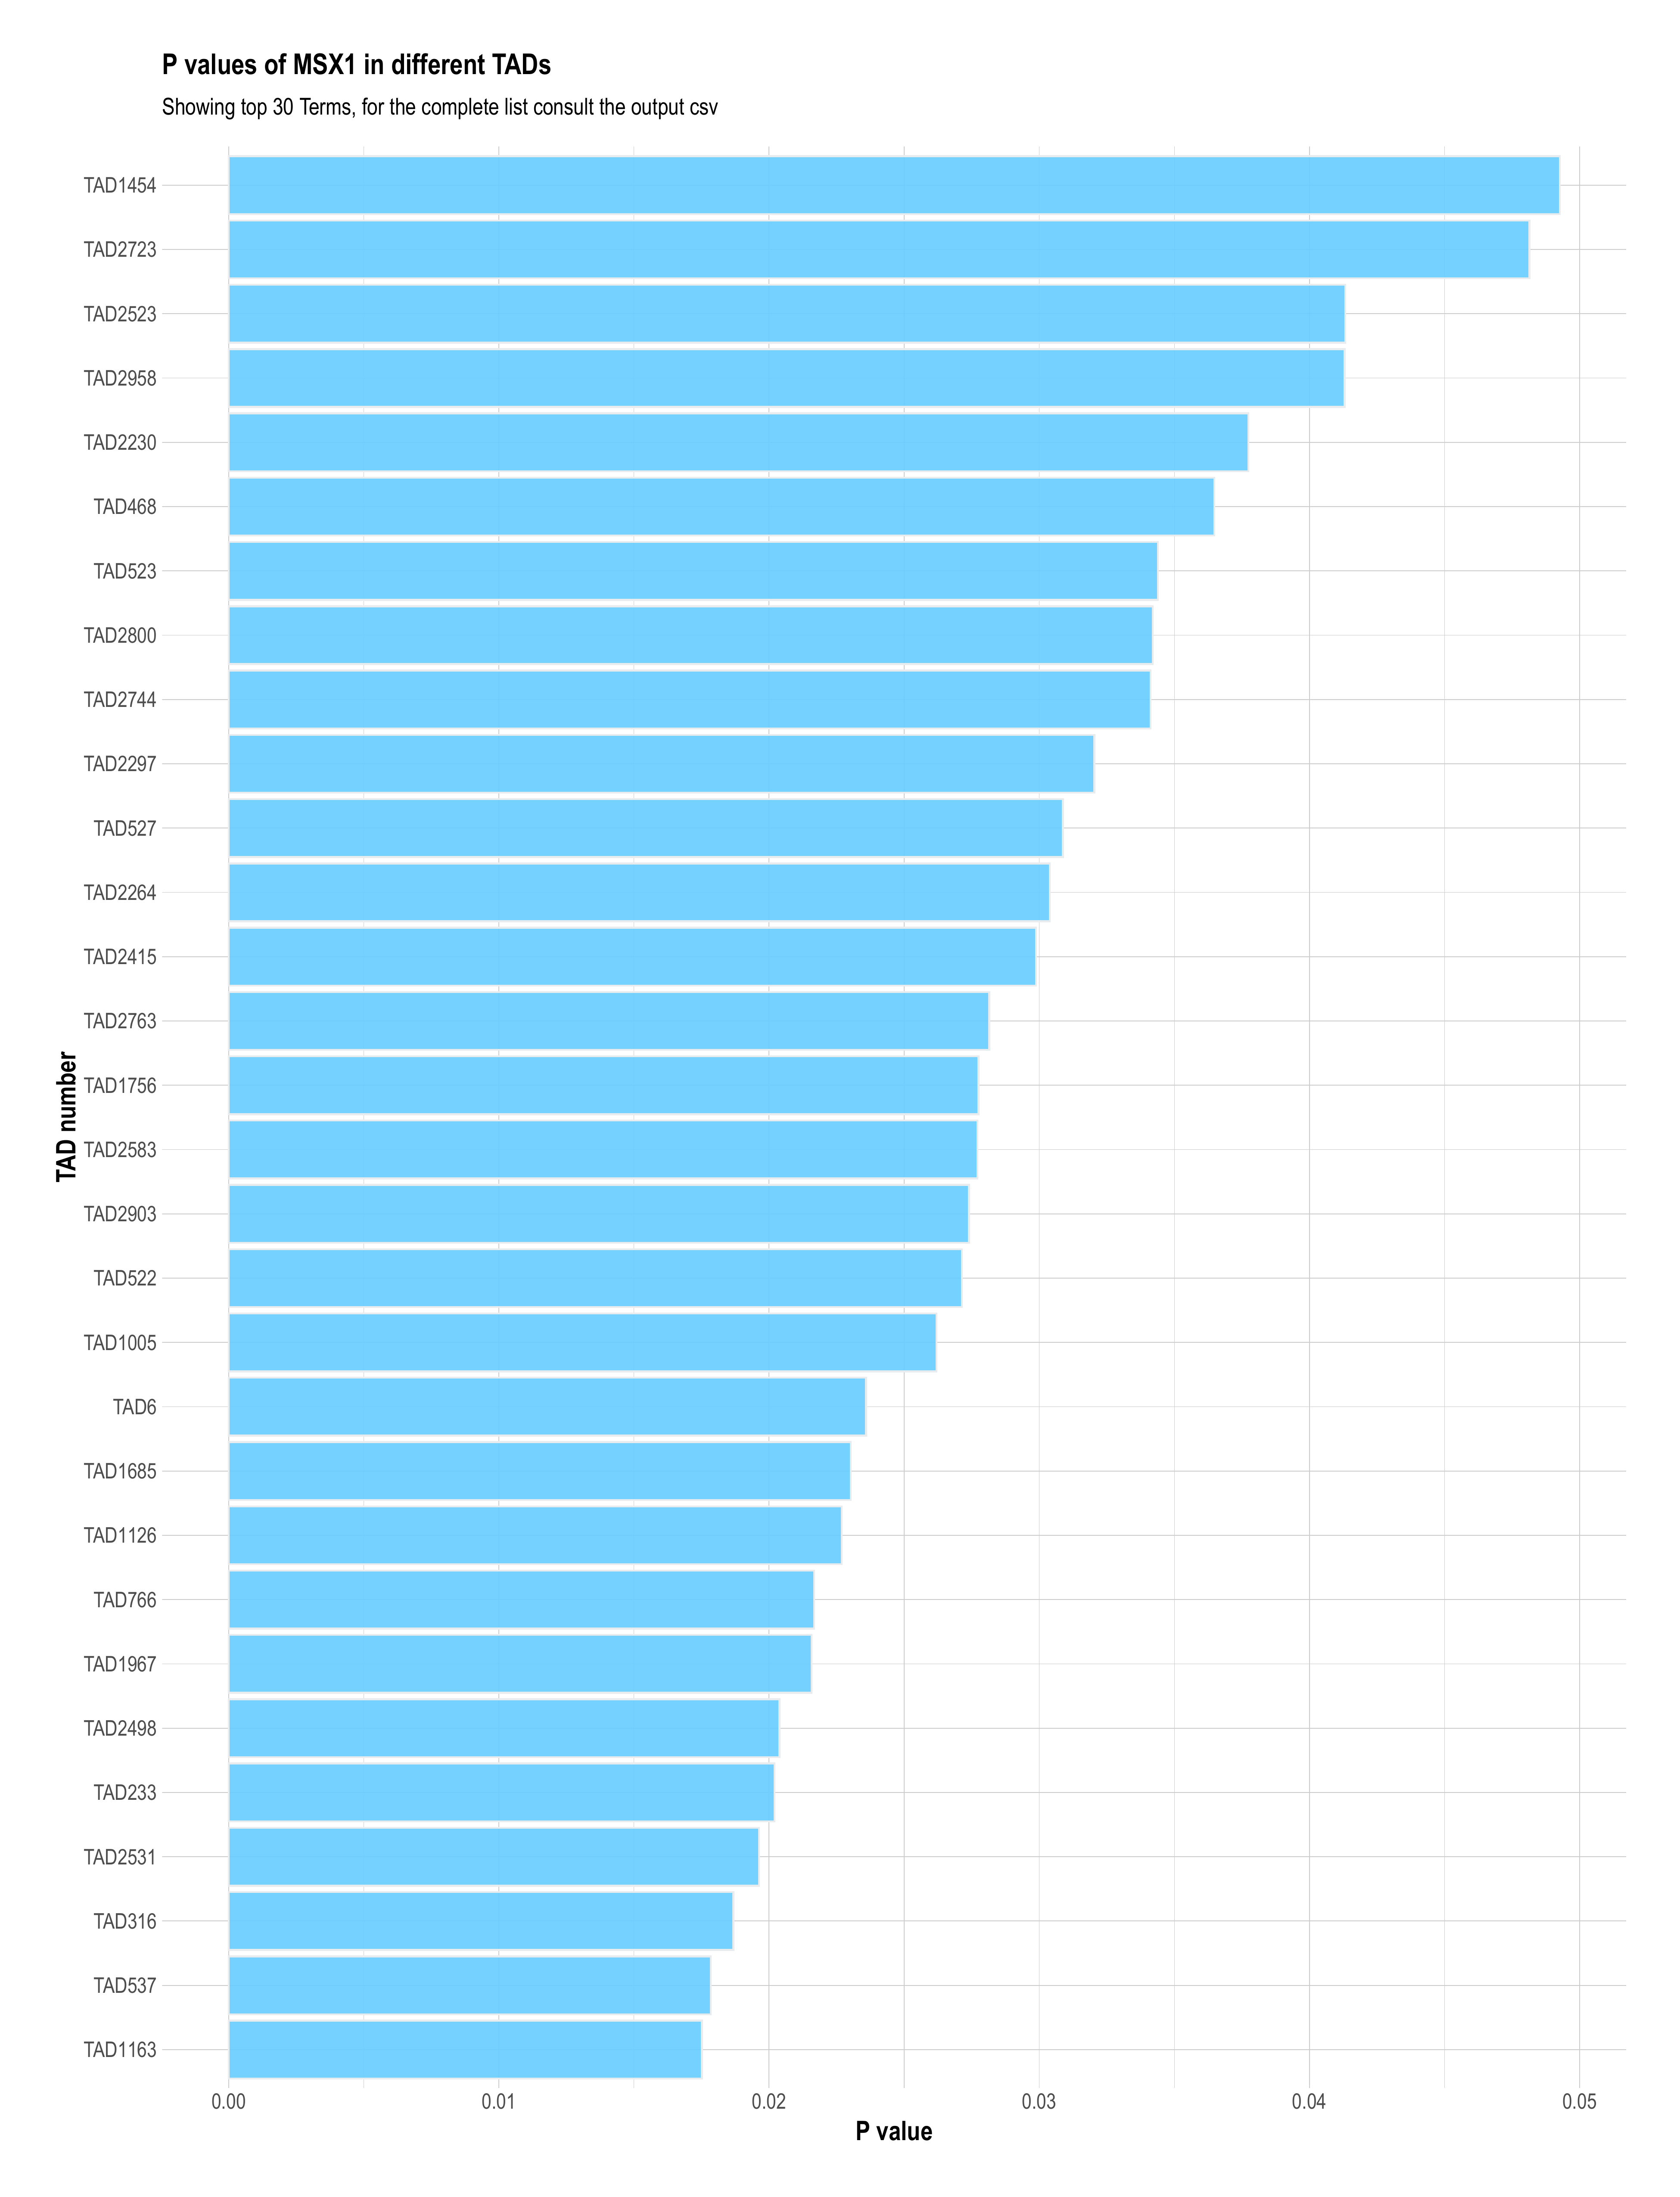 P values of MSX1 in different TADs
Showing top 30 Terms, for the complete list consult the output csv
TAD number
TAD1454
TAD2723
TAD2523
TAD2958
TAD2230
TAD468
TAD523
TAD2800
TAD2744
TAD2297
TAD527
TAD2264
TAD2415
TAD2763
TAD1756
TAD2583
TAD2903
TAD522
TAD1005
TAD6
TAD1685
TAD1126
TAD766
TAD1967
TAD2498
TAD233
TAD2531
TAD316
TAD537
TAD1163
0.00 0.01 0.02 0.03 0.04 0.05
P value